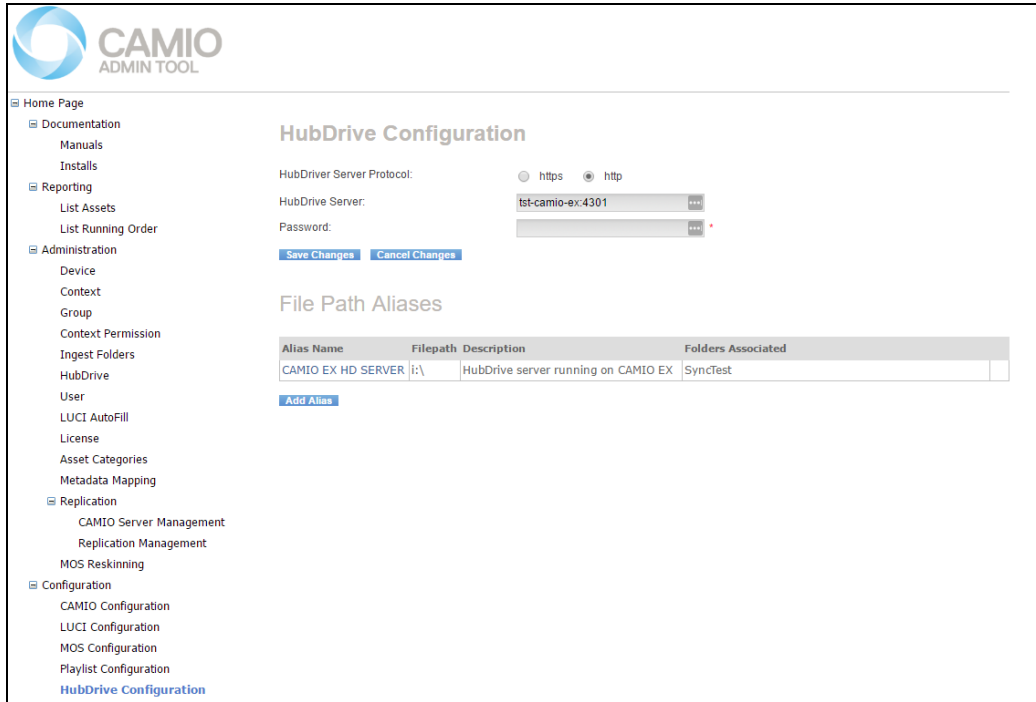 CAMIO
ADMIN TOOL
Home Page
Documentation
Manuals
Installs
Reporting
List Assets
List Running Order
Administration
Device
Context
Group
Context Permission
Ingest Folders
HubDrive
User
LUCI AutoFill
License
Asset Categories
Metadata Mapping
Replication
CAMIO Server Management
Replication Management
MOS Reskinning
Configuration
CAMIO Configuration
LUCI Configuration
MOS Configuration
Playlist Configuration
HubDrive Configuration
HubDrive Configuration
HubDriver Server Protocol: https http
HubDrive Server: tst-camio-ex:4301
Password: *
Save Changes Cancel Changes
File Path Aliases
Alias Name Filepath Description Folders Associated
CAMIO EX HD SERVER i:\ HubDrive server running on CAMIO EX SyncTest
Add Alias